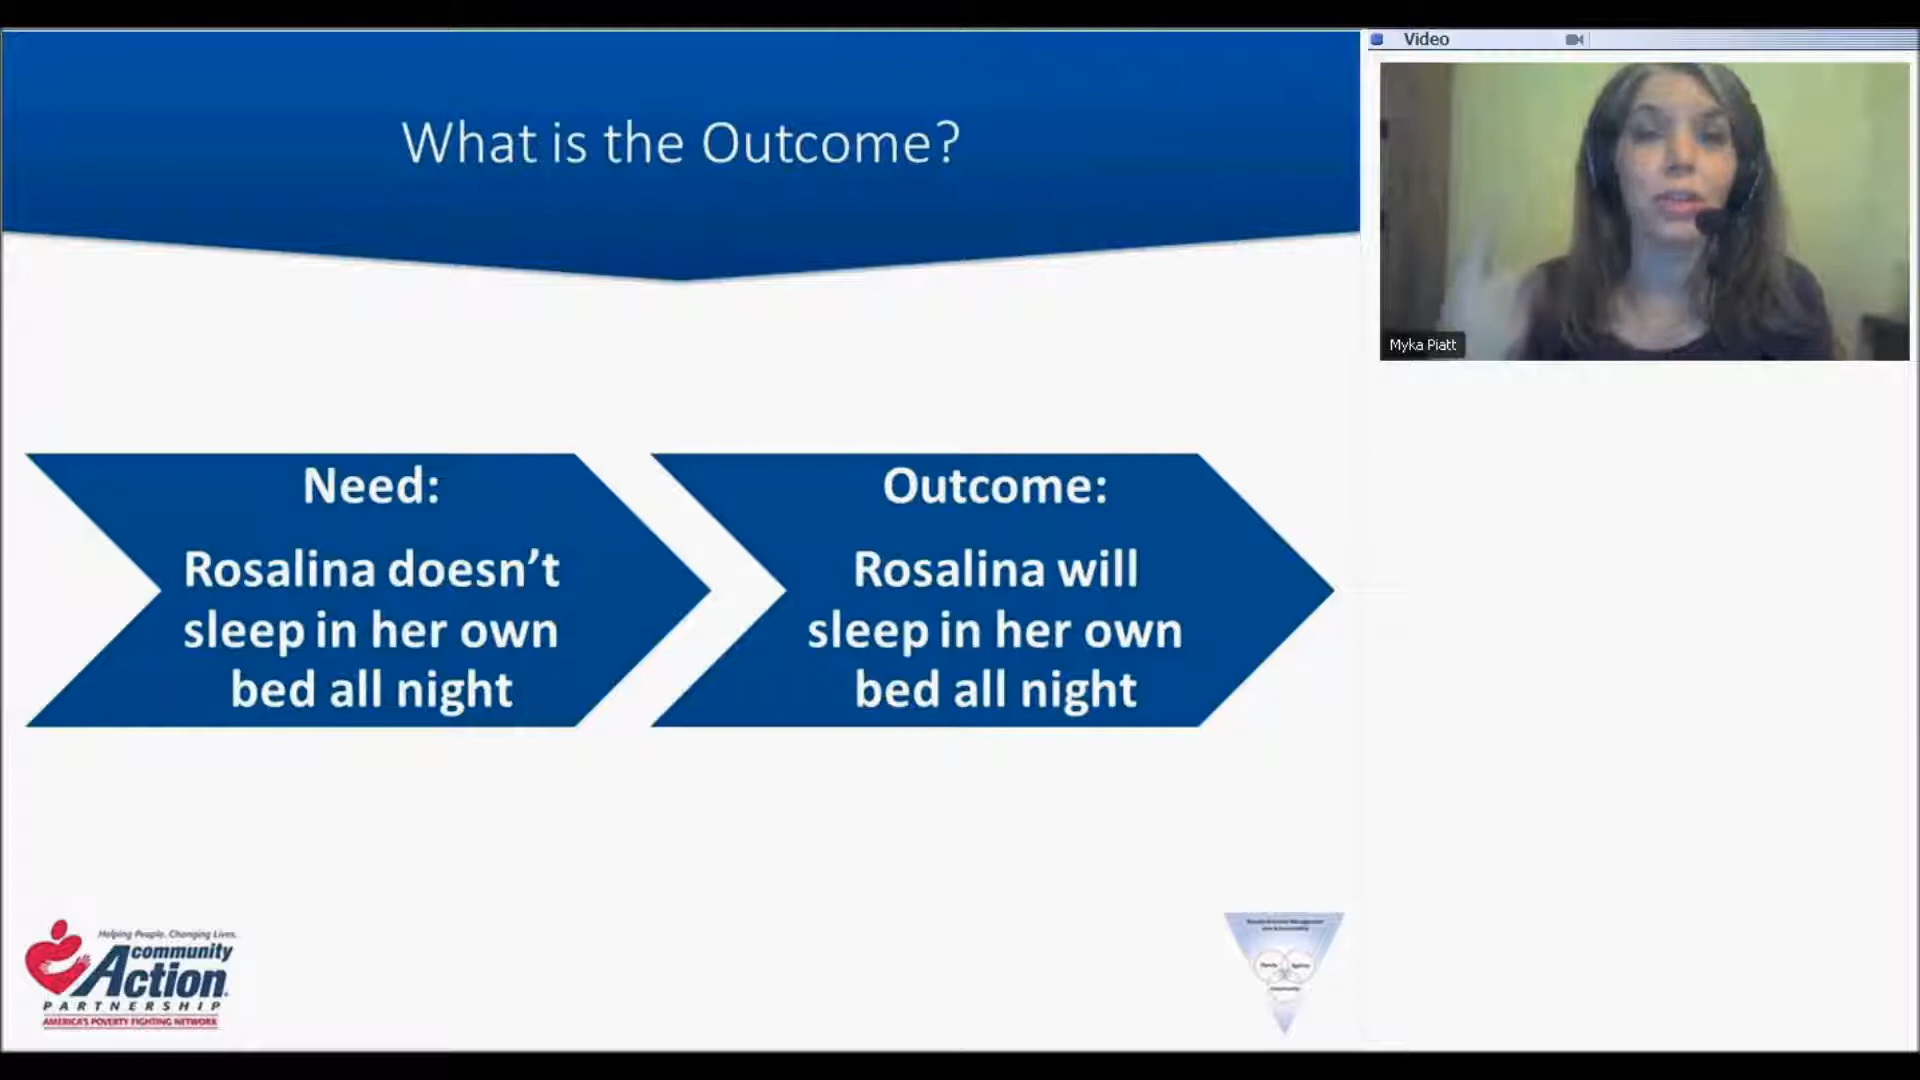 What is the Outcome?
Need:
Rosalina doesn’t
sleep in her own
bed all night
Outcome:
Rosalina will
sleep in her own
bed all night
Helping People. Changing Lives.
community
Action
PARTNERSHIP
AMERICA'S POVERTY FIGHTING NETWORK
Video
Myka Piatt